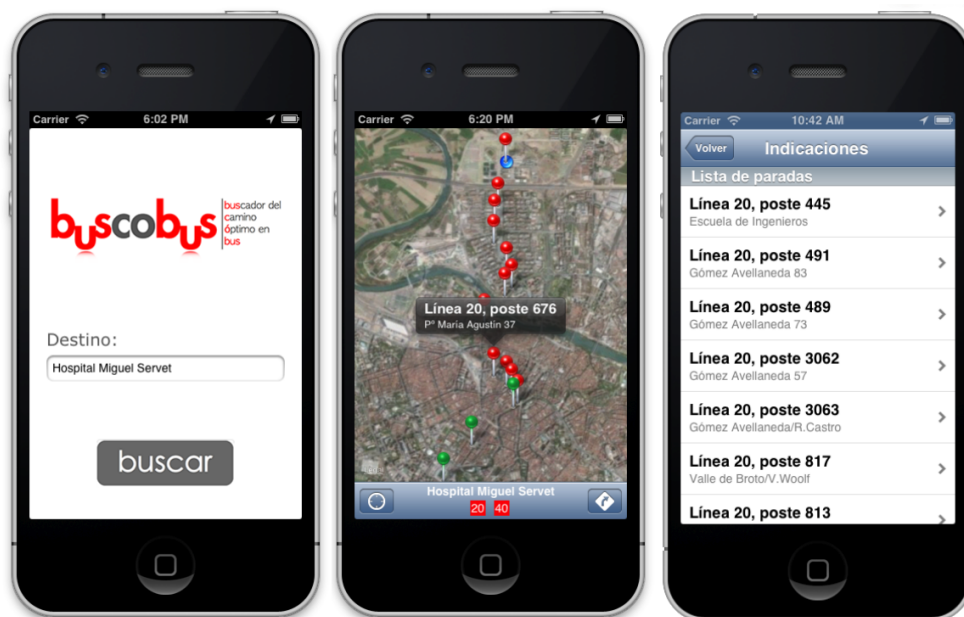 Carrier
6:02 PM
buscobus
buscador del
camino
óptimo en
bus
Destino:
Hospital Miguel Servet
buscar
Carrier
6:20 PM
Línea 20, poste 676
Pº María Agustín 37
Hospital Miguel Servet
20 40
Carrier
10:42 AM
Volver
Indicaciones
Lista de paradas
Línea 20, poste 445
Escuela de Ingenieros
Línea 20, poste 491
Gómez Avellaneda 83
Línea 20, poste 489
Gómez Avellaneda 73
Línea 20, poste 3062
Gómez Avellaneda 57
Línea 20, poste 3063
Gómez Avellaneda/R.Castro
Línea 20, poste 817
Valle de Broto/V.Woolf
Línea 20, poste 813